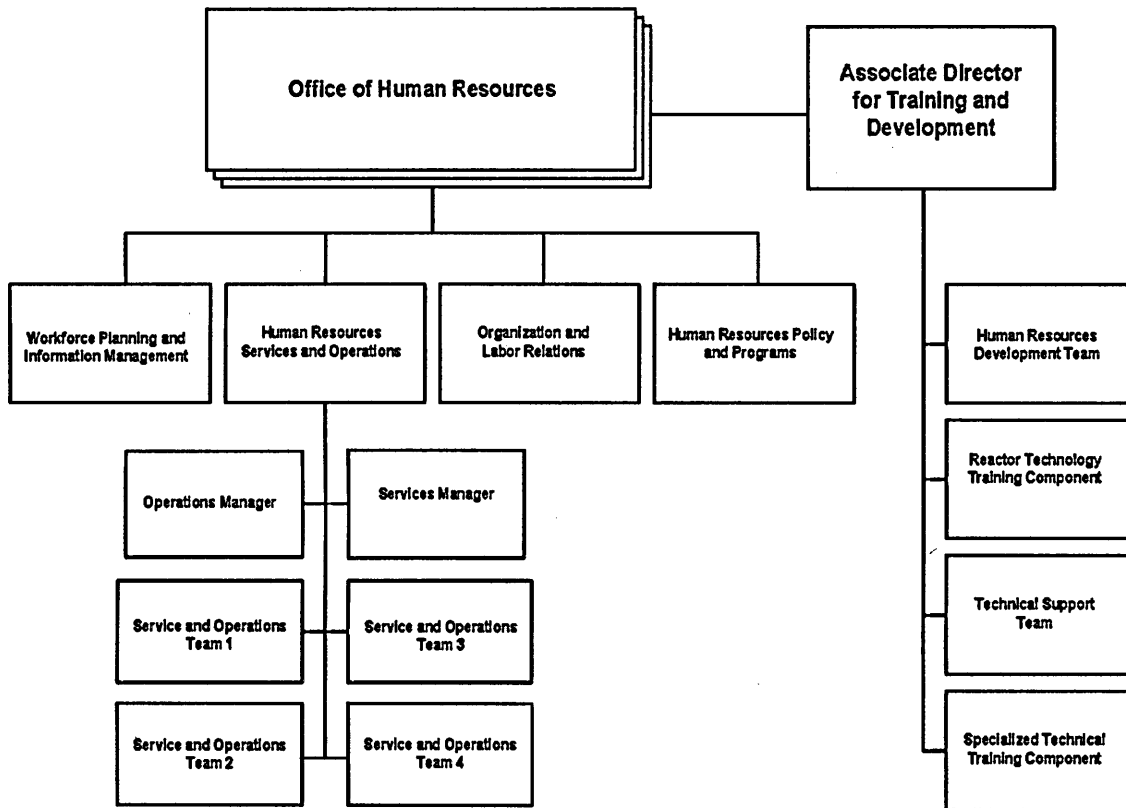 Office of Human Resources
Associate Director
for Training and
Development
Workforce Planning and
Information Management
Human Resources
Services and Operations
Organization and
Labor Relations
Human Resources Policy
and Programs
Human Resources
Development Team
Operations Manager
Services Manager
Reactor Technology
Training Component
Service and Operations
Team 1
Service and Operations
Team 3
Technical Support
Team
Service and Operations
Team 2
Service and Operations
Team 4
Specialized Technical
Training Component